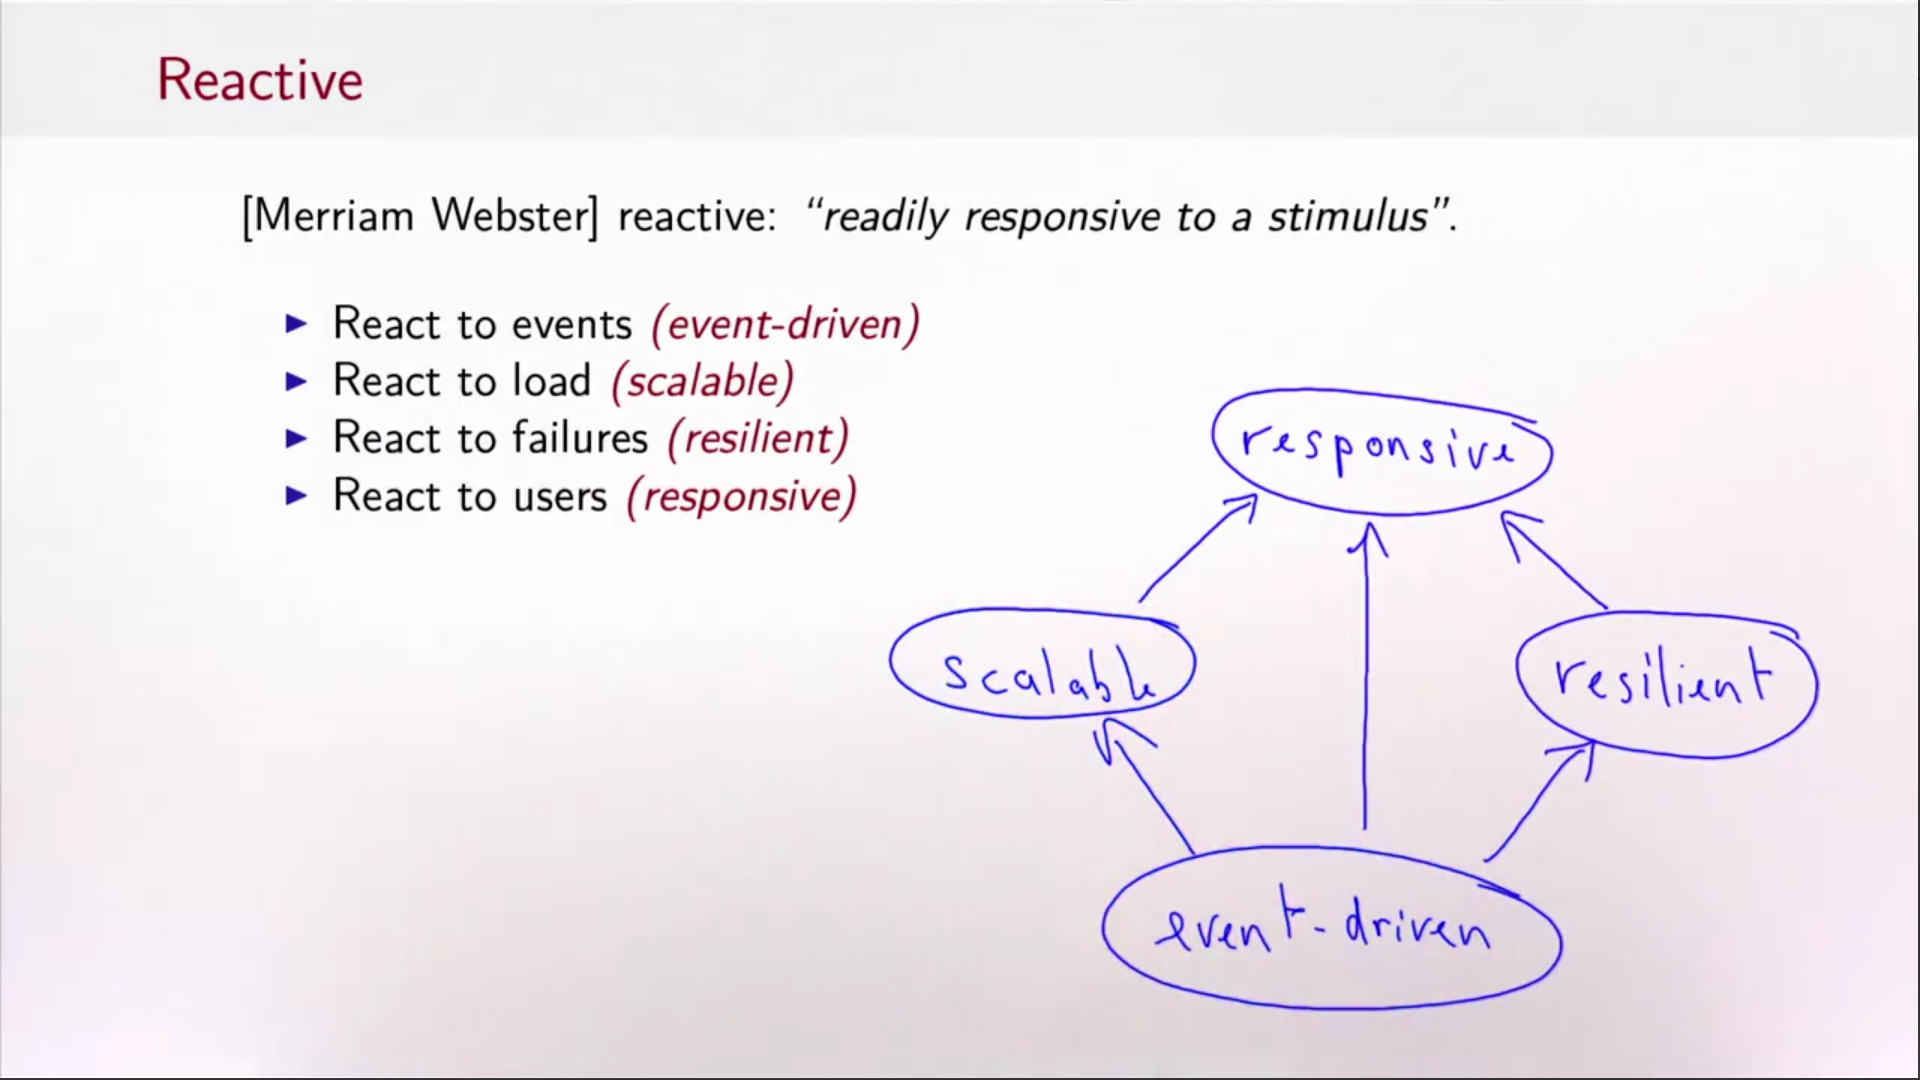 Reactive
[Merriam Webster] reactive: “readily responsive to a stimulus”.
▶ React to events (event-driven)
▶ React to load (scalable)
▶ React to failures (resilient)
▶ React to users (responsive)
responsive
scalable
resilient
event-driven